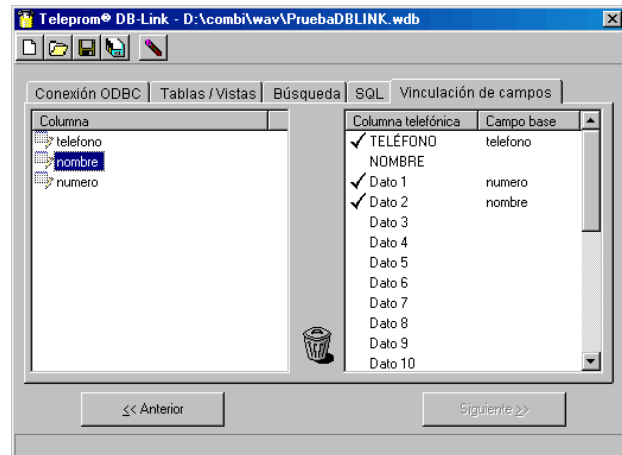 Teleprom® DB-Link - D:\combi\wav\PruebaDBLINK.wdb
Conexión ODBC Tablas / Vistas Búsqueda SQL Vinculación de campos
Columna
telefono
nombre
numero
Columna telefónica Campo base
TELÉFONO telefono
NOMBRE
Dato 1 numero
Dato 2 nombre
Dato 3
Dato 4
Dato 5
Dato 6
Dato 7
Dato 8
Dato 9
Dato 10
<< Anterior
Siguiente >>